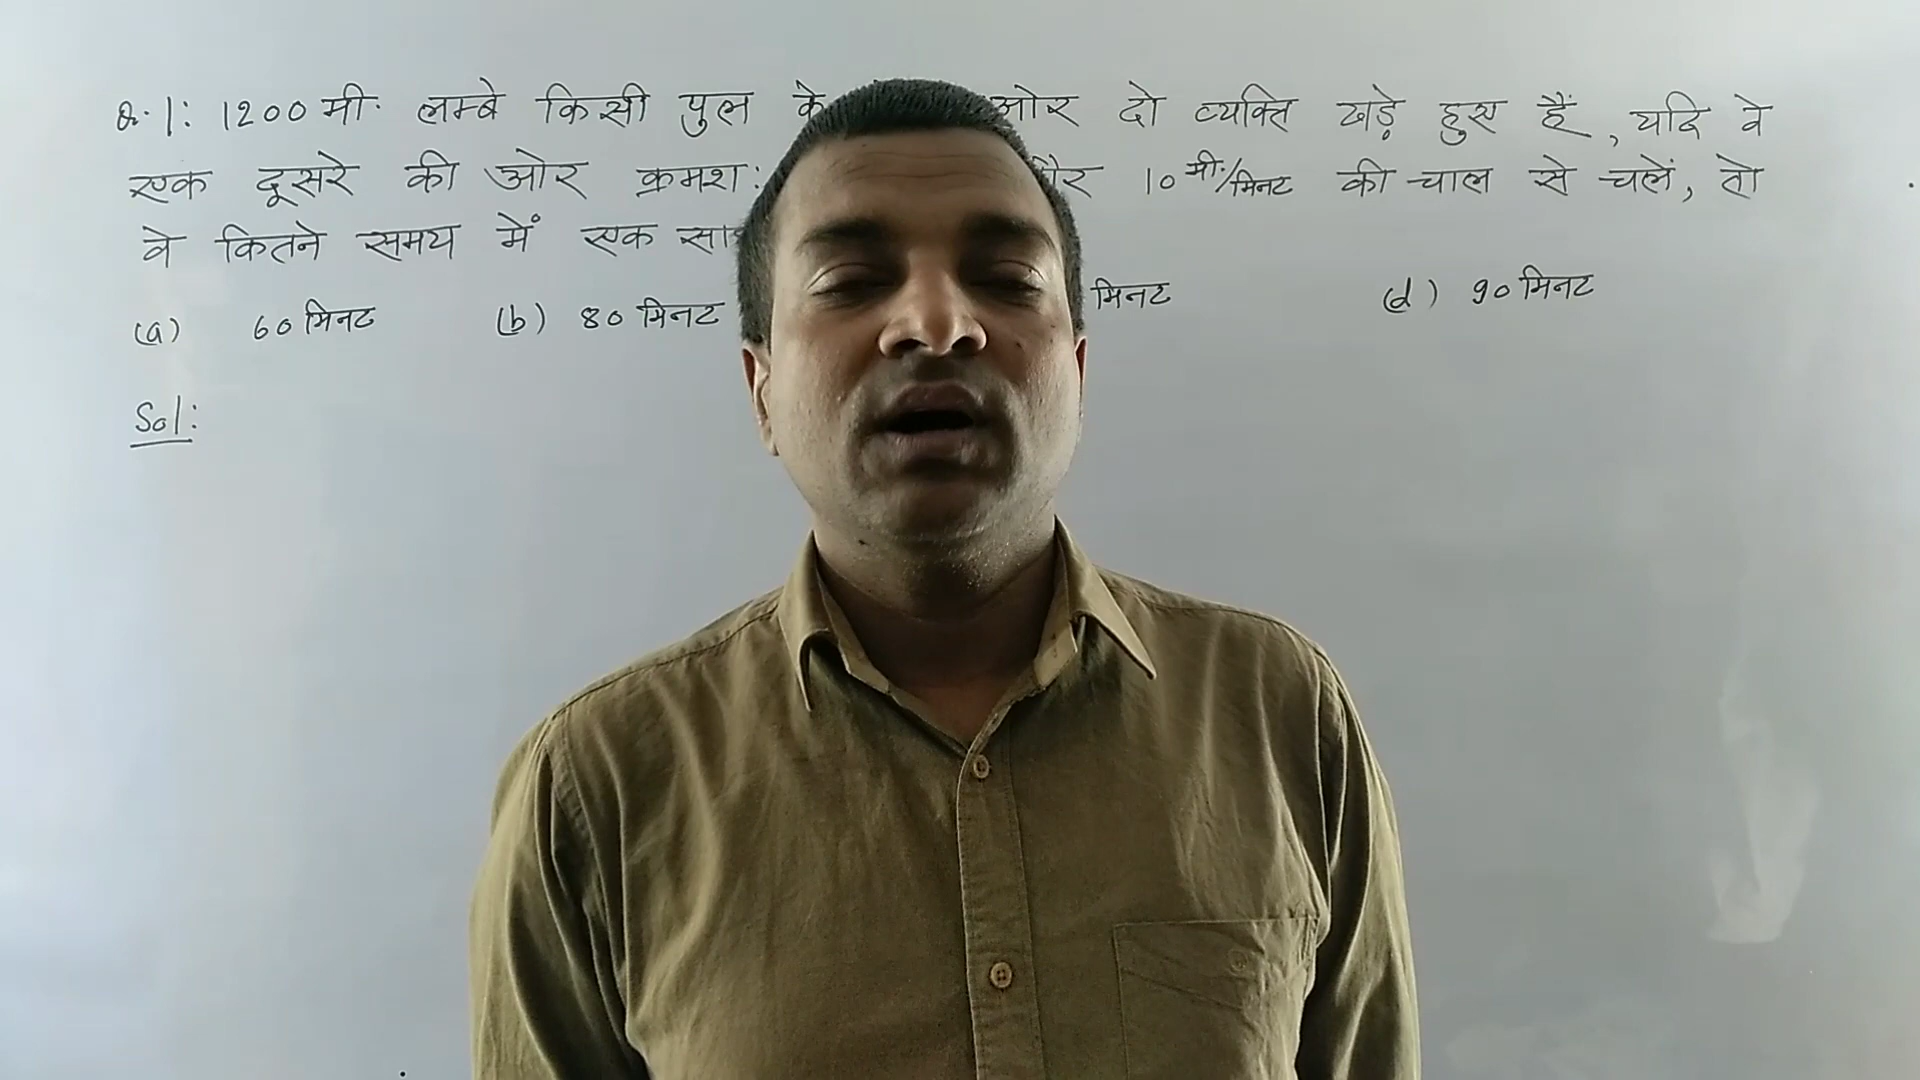 Q.1: 1200 मी. लम्बे किसी पुल के ओर दो व्यक्ति खड़े हुए हैं, यदि वे
एक दूसरे की ओर क्रमश: 10 मी./मिनट की चाल से चलें, तो
वे कितने समय में एक
(a) 60 मिनट (b) 80 मिनट मिनट (d) 90 मिनट
Sol: